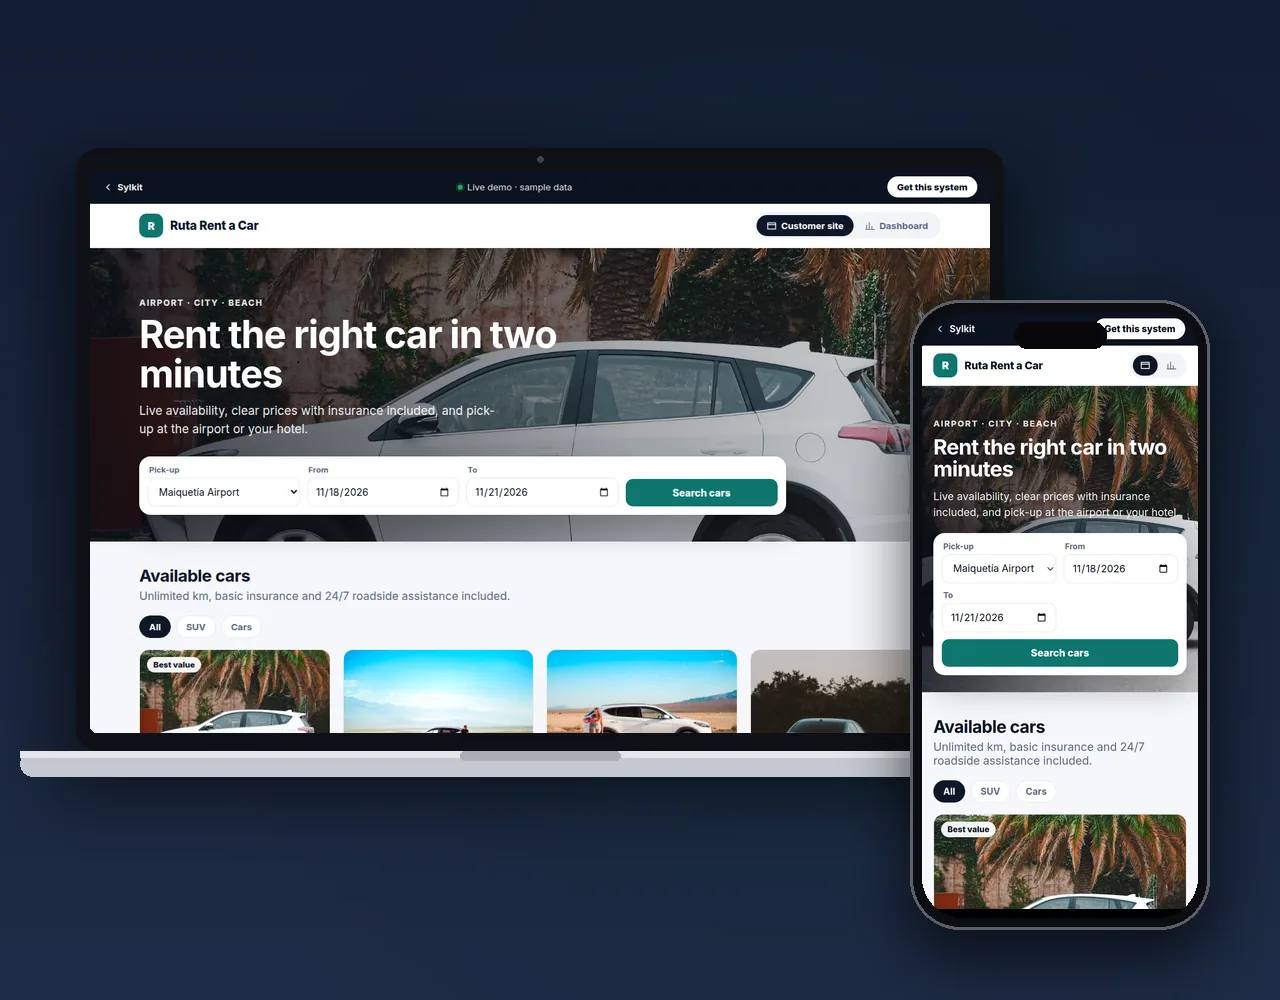 Sylkit
Live demo · sample data
Get this system
R
Ruta Rent a Car
Customer site
Dashboard
AIRPORT · CITY · BEACH
Rent the right car in two
minutes
Live availability, clear prices with insurance included, and pick-
up at the airport or your hotel.
Pick-up
From
To
Maiquetía Airport
11/18/2026
11/21/2026
Search cars
Available cars
Unlimited km, basic insurance and 24/7 roadside assistance included.
All
SUV
Cars
Best value
Sylkit
Get this system
R
Ruta Rent a Car
AIRPORT · CITY · BEACH
Rent the right car in two
minutes
Live availability, clear prices with insurance
included, and pick-up at the airport or your hotel.
Pick-up
From
Maiquetía Airport
11/18/2026
To
11/21/2026
Search cars
Available cars
Unlimited km, basic insurance and 24/7
roadside assistance included.
All
SUV
Cars
Best value